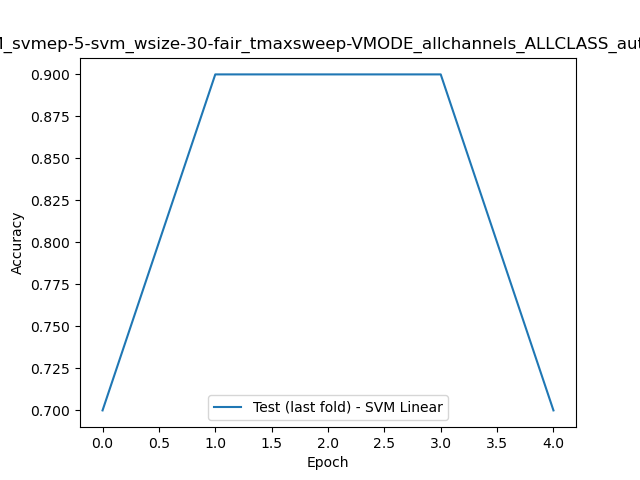 _svmep-5-svm_wsize-30-fair_tmaxsweep-VMODE_allchannels_ALLCLASS_aut
0.900
0.875
0.850
0.825
0.800
0.775
0.750
0.725
0.700
Accuracy
Test (last fold) - SVM Linear
0.0 0.5 1.0 1.5 2.0 2.5 3.0 3.5 4.0
Epoch